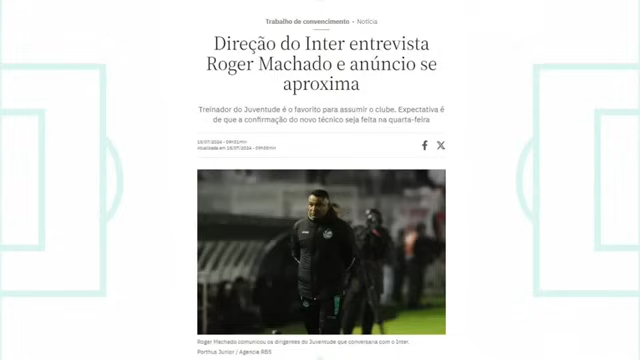 Trabalho de convencimento • Notícia
Direção do Inter entrevista
Roger Machado e anúncio se
aproxima
Treinador do Juventude é o favorito para assumir o clube. Expectativa é
de que a confirmação do novo técnico seja feita na quarta-feira
Roger Machado comunicou os dirigentes do Juventude que conversaria com o Inter.
Porthus Junior / Agencia RBS